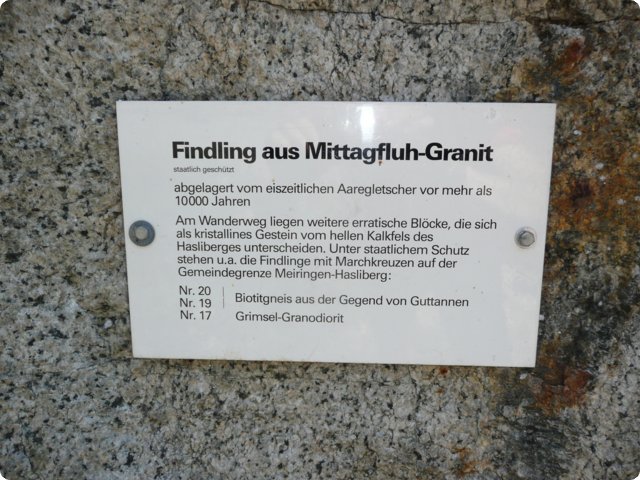 Findling aus Mittagfluh-Granit
staatlich geschützt
abgelagert vom eiszeitlichen Aaregletscher vor mehr als
10000 Jahren
Am Wanderweg liegen weitere erratische Blöcke, die sich
als kristallines Gestein vom hellen Kalkfels des
Hasliberges unterscheiden. Unter staatlichem Schutz
stehen u.a. die Findlinge mit Marchkreuzen auf der
Gemeindegrenze Meiringen-Hasliberg:
Nr. 20
Nr. 19
Biotitgneis aus der Gegend von Guttannen
Nr. 17 Grimsel-Granodiorit